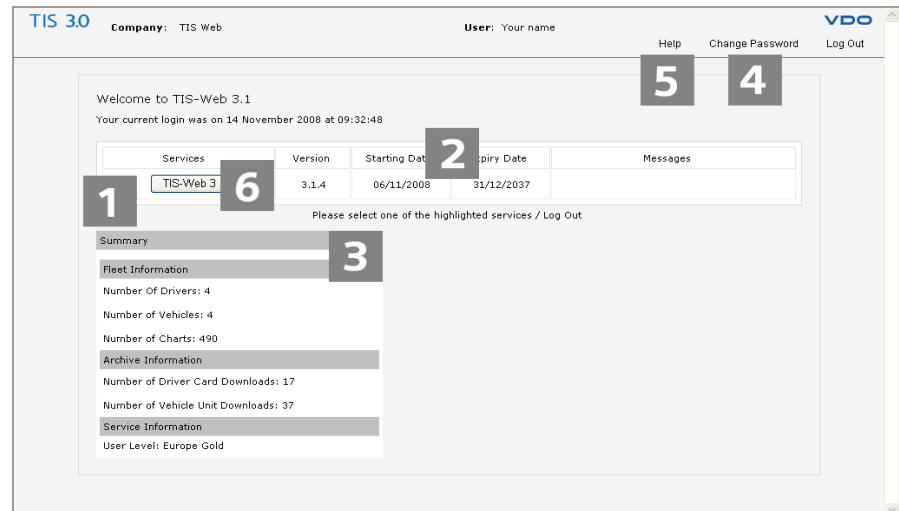 TIS 3.0 Company: TIS Web User: Your name VDO
Help Change Password Log Out
5 4
Welcome to TIS-Web 3.1
Your current login was on 14 November 2008 at 09:32:48
2
Services Version Starting Dat piry Date Messages
TIS-Web 3 3.1.4 06/11/2008 31/12/2037
1 6
Please select one of the highlighted services / Log Out
Summary
3
Fleet Information
Number Of Drivers: 4
Number of Vehicles: 4
Number of Charts: 490
Archive Information
Number of Driver Card Downloads: 17
Number of Vehicle Unit Downloads: 37
Service Information
User Level: Europe Gold